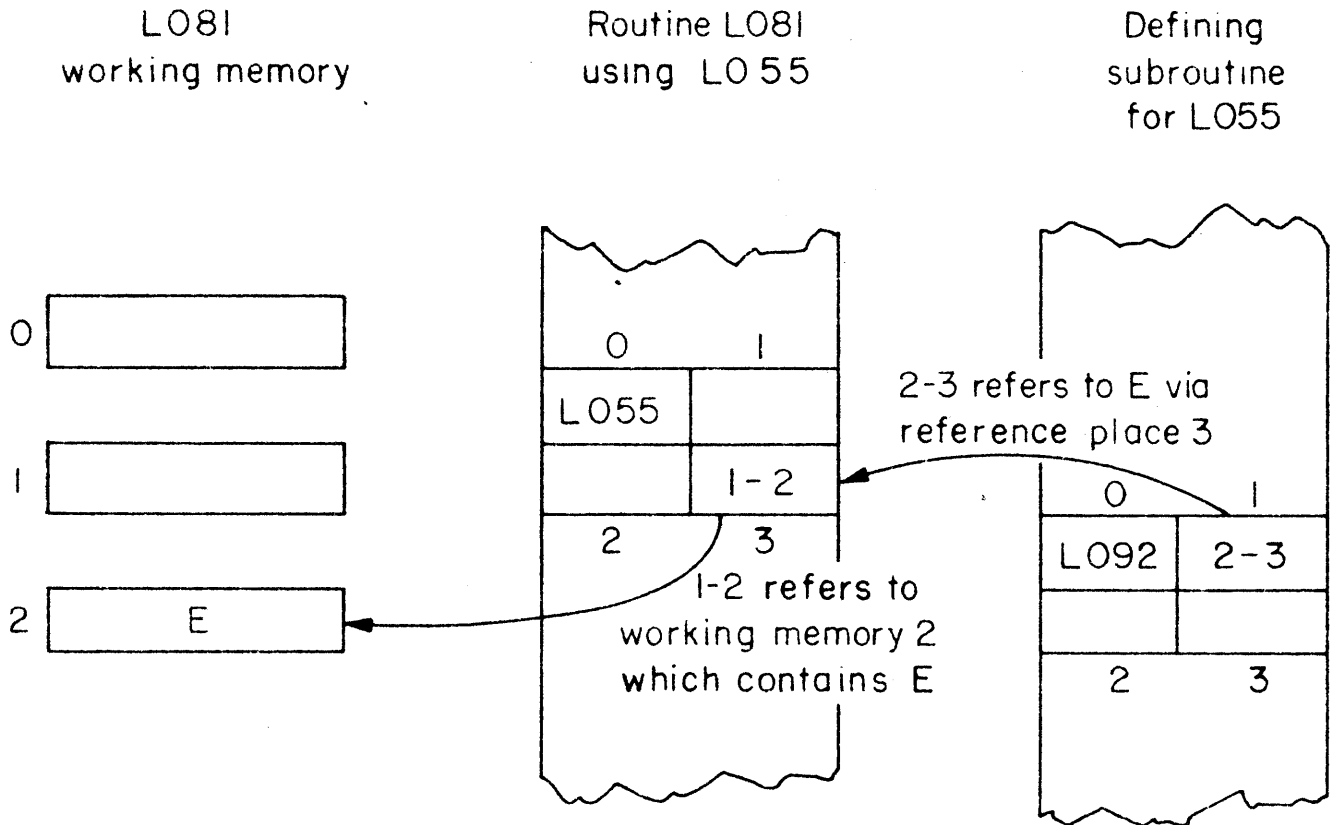 L081
working memory
Routine L081
using L055
Defining
subroutine
for L055
0
1
2
E
0 1
L055
1-2
2 3
1-2 refers to
working memory 2
which contains E
2-3 refers to E via
reference place 3
0 1
L092 2-3
2 3